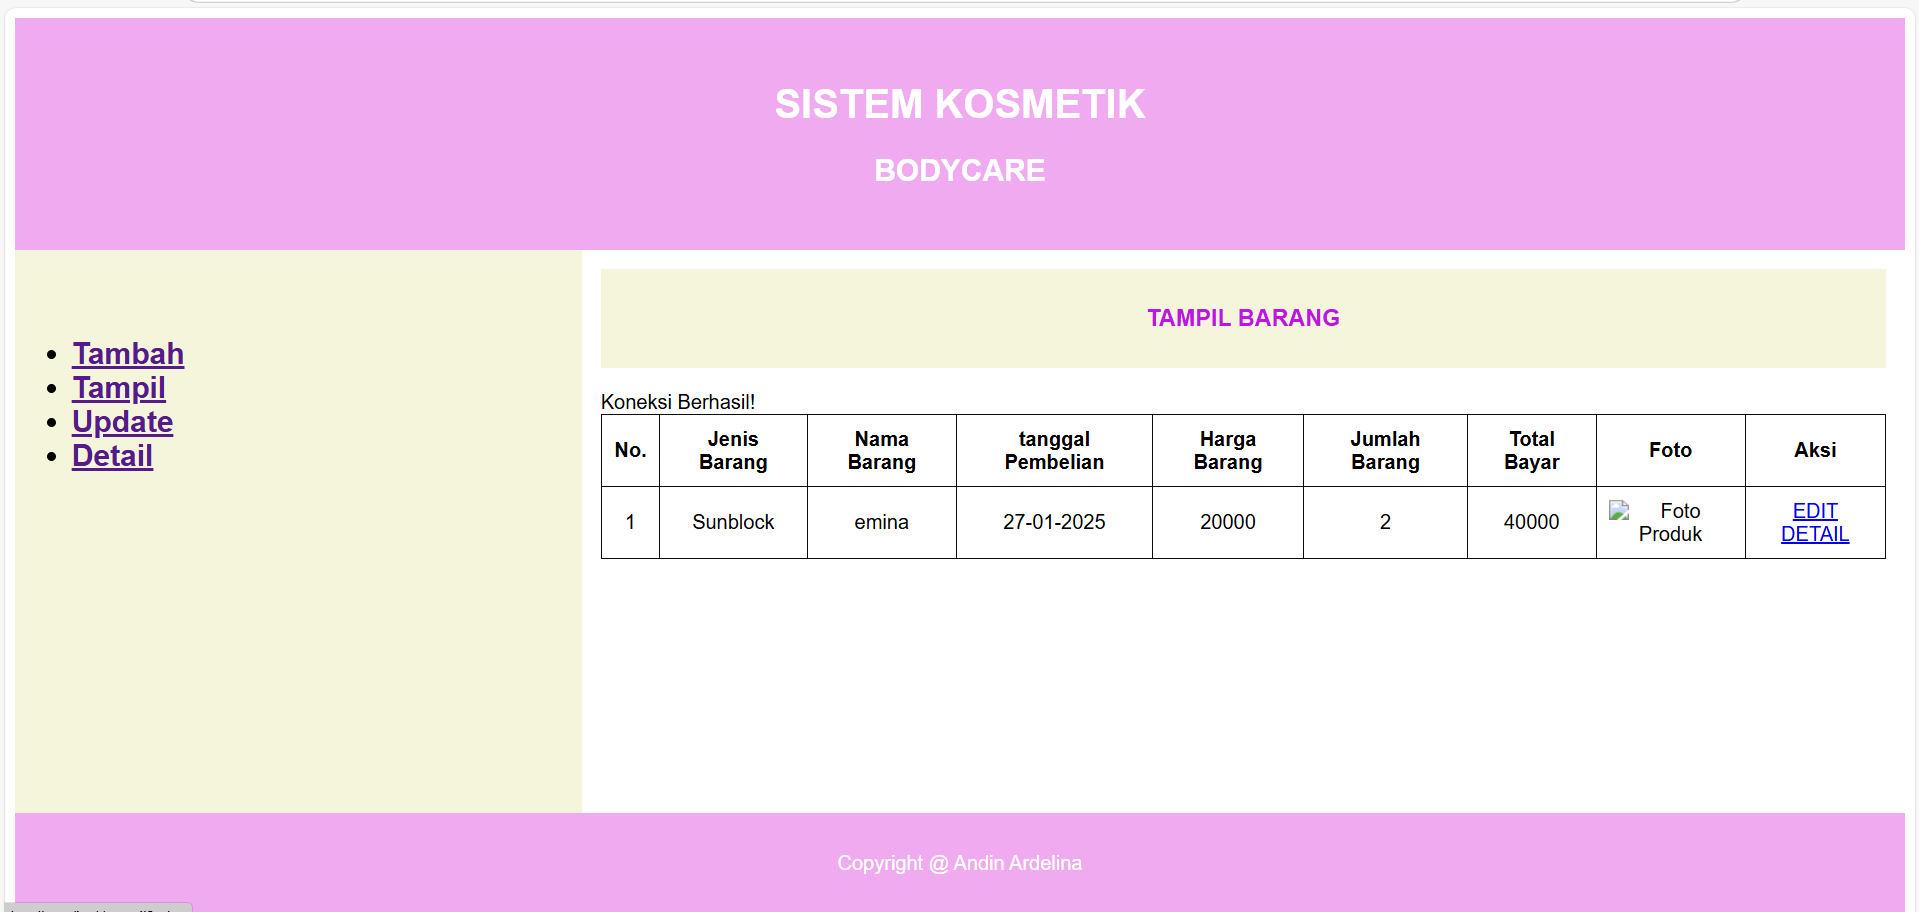 SISTEM KOSMETIK
BODYCARE
Tambah
Tampil
Update
Detail
TAMPIL BARANG
Koneksi Berhasil!
No. Jenis Barang Nama Barang tanggal Pembelian Harga Barang Jumlah Barang Total Bayar Foto Aksi
1 Sunblock emina 27-01-2025 20000 2 40000 Foto Produk EDIT DETAIL
Copyright @ Andin Ardelina